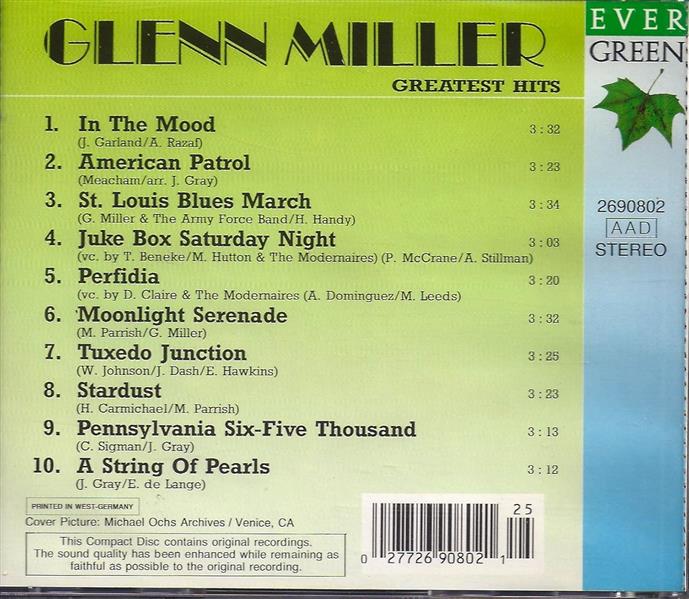 GLENN MILLER
GREATEST HITS
EVER
GREEN
2690802
AAD
STEREO
1. In The Mood 3:32
(J. Garland/A. Razaf)
2. American Patrol 3:23
(Meacham/arr. J. Gray)
3. St. Louis Blues March 3:34
(G. Miller & The Army Force Band/H. Handy)
4. Juke Box Saturday Night 3:03
(vc. by T. Beneke/M. Hutton & The Modernaires) (P. McCrane/A. Stillman)
5. Perfidia 3:20
(vc. by D. Claire & The Modernaires (A. Dominguez/M. Leeds)
6. Moonlight Serenade 3:32
(M. Parrish/G. Miller)
7. Tuxedo Junction 3:25
(W. Johnson/J. Dash/E. Hawkins)
8. Stardust 3:23
(H. Carmichael/M. Parrish)
9. Pennsylvania Six-Five Thousand 3:13
(C. Sigman/J. Gray)
10. A String Of Pearls 3:12
(J. Gray/E. de Lange)
PRINTED IN WEST-GERMANY
Cover Picture: Michael Ochs Archives / Venice, CA
This Compact Disc contains original recordings.
The sound quality has been enhanced while remaining as
faithful as possible to the original recording.
25
0 27726 90802 1